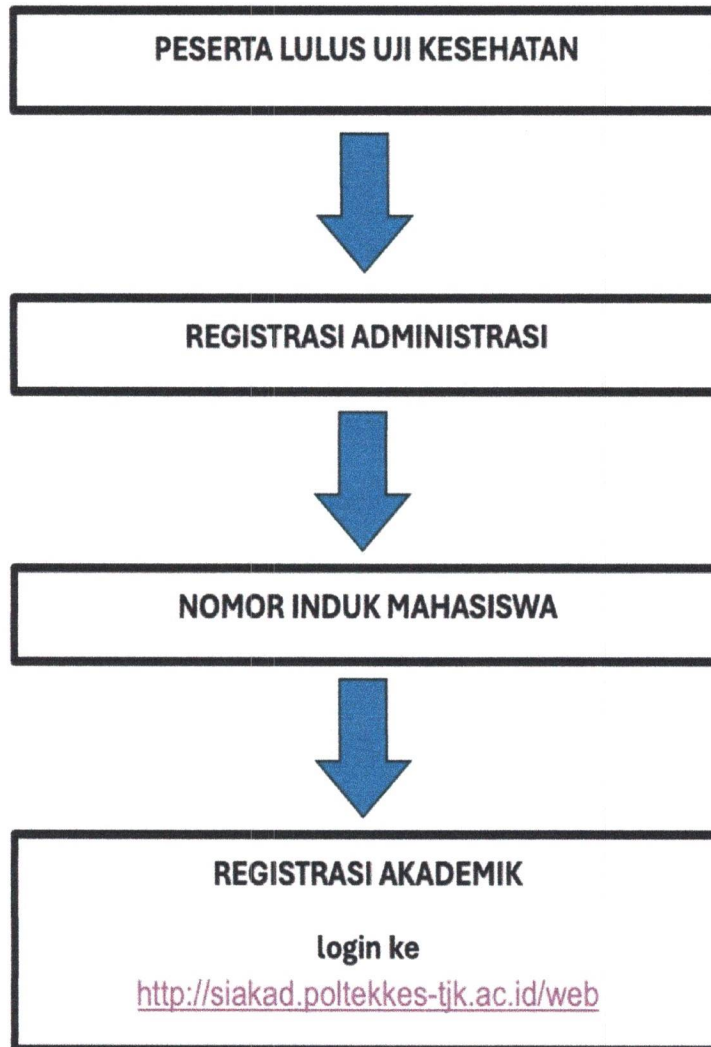 PESERTA LULUS UJI KESEHATAN
REGISTRASI ADMINISTRASI
NOMOR INDUK MAHASISWA
REGISTRASI AKADEMIK
login ke
http://siakad.poltekkes-tjk.ac.id/web